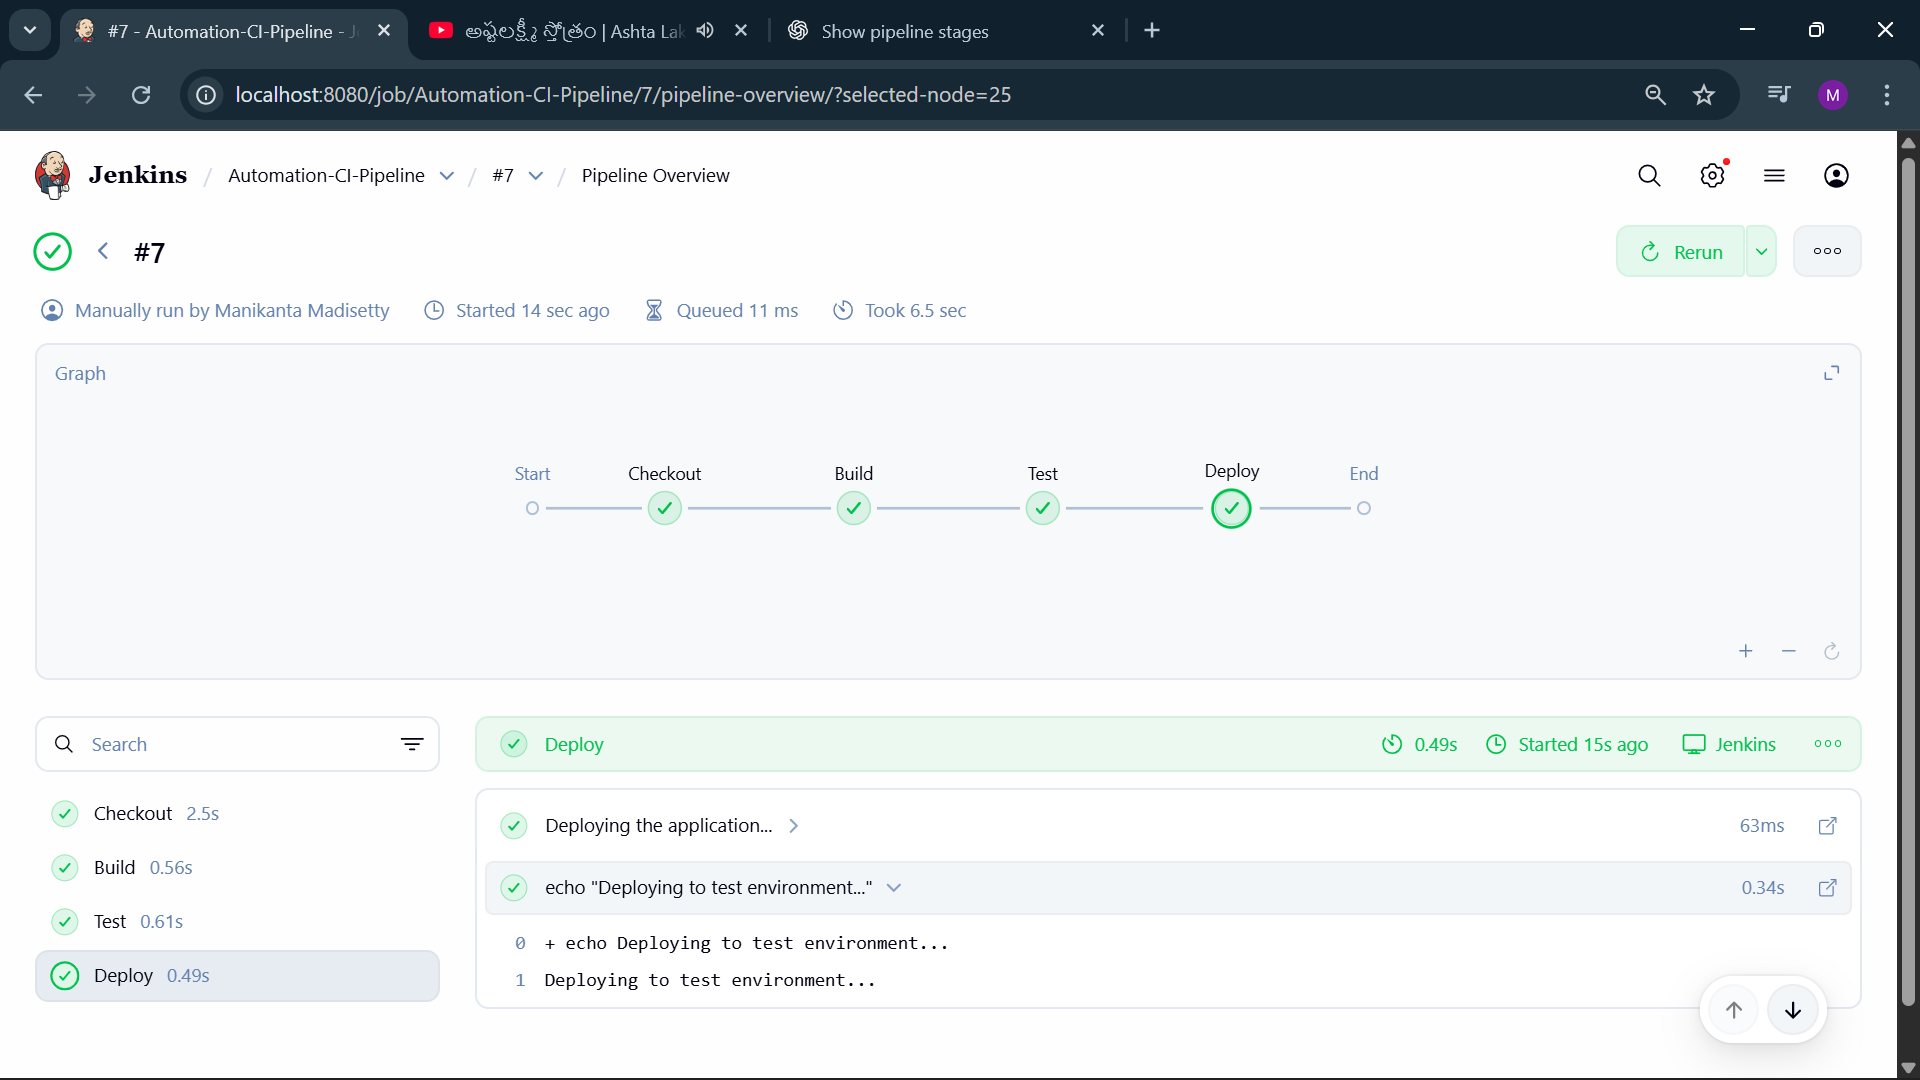 #7 - Automation-CI-Pipeline - J
అష్టలక్ష్మీ స్తోత్రం | Ashta Lak
Show pipeline stages
localhost:8080/job/Automation-CI-Pipeline/7/pipeline-overview/?selected-node=25
M
Jenkins / Automation-CI-Pipeline / #7 / Pipeline Overview
#7
Rerun
Manually run by Manikanta Madisetty
Started 14 sec ago
Queued 11 ms
Took 6.5 sec
Graph
Start
Checkout
Build
Test
Deploy
End
Search
Checkout 2.5s
Build 0.56s
Test 0.61s
Deploy 0.49s
Deploy
0.49s
Started 15s ago
Jenkins
Deploying the application...
63ms
echo "Deploying to test environment..."
0.34s
0 + echo Deploying to test environment...
1 Deploying to test environment...